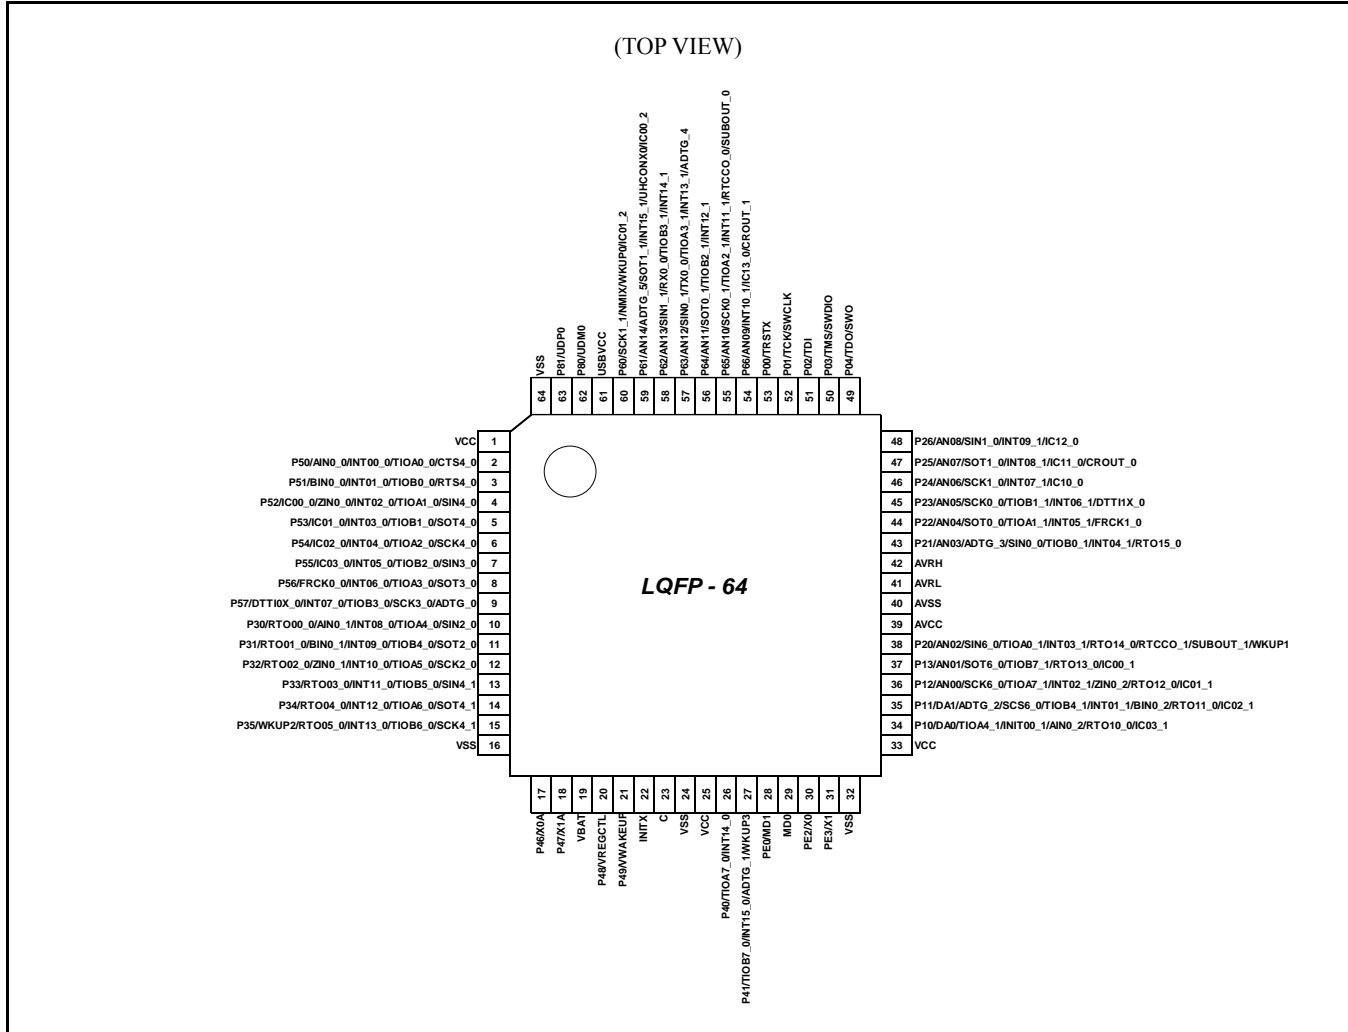 (TOP VIEW)
VSS
P81/UDP0
P80/UDM0
USBVCC
P60/SCK1_1/NMIX/WKUP0/IC01_2
P61/AN14/ADTG_5/SOT1_1/INT15_1/UHCONX0/IC00_2
P62/AN13/SIN1_1/RX0_0/TIOB3_1/INT14_1
P63/AN12/SIN0_1/TX0_0/TIOA3_1/INT13_1/ADTG_4
P64/AN11/SOT0_1/TIOB2_1/INT12_1
P65/AN10/SCK0_1/TIOA2_1/INT11_1/RTCCO_0/SUBOUT_0
P66/AN09/INT10_1/IC13_0/CROUT_1
P00/TRSTX
P01/TCK/SWCLK
P02/TDI
P03/TMS/SWDIO
P04/TDO/SWO
64 63 62 61 60 59 58 57 56 55 54 53 52 51 50 49
VCC 1
P50/AIN0_0/INT00_0/TIOA0_0/CTS4_0 2
P51/BIN0_0/INT01_0/TIOB0_0/RTS4_0 3
P52/IC00_0/ZIN0_0/INT02_0/TIOA1_0/SIN4_0 4
P53/IC01_0/INT03_0/TIOB1_0/SOT4_0 5
P54/IC02_0/INT04_0/TIOA2_0/SCK4_0 6
P55/IC03_0/INT05_0/TIOB2_0/SIN3_0 7
P56/FRCK0_0/INT06_0/TIOA3_0/SOT3_0 8
P57/DTTI0X_0/INT07_0/TIOB3_0/SCK3_0/ADTG_0 9
P30/RTO00_0/AIN0_1/INT08_0/TIOA4_0/SIN2_0 10
P31/RTO01_0/BIN0_1/INT09_0/TIOB4_0/SOT2_0 11
P32/RTO02_0/ZIN0_1/INT10_0/TIOA5_0/SCK2_0 12
P33/RTO03_0/INT11_0/TIOB5_0/SIN4_1 13
P34/RTO04_0/INT12_0/TIOA6_0/SOT4_1 14
P35/WKUP2/RTO05_0/INT13_0/TIOB6_0/SCK4_1 15
VSS 16
LQFP - 64
48 P26/AN08/SIN1_0/INT09_1/IC12_0
47 P25/AN07/SOT1_0/INT08_1/IC11_0/CROUT_0
46 P24/AN06/SCK1_0/INT07_1/IC10_0
45 P23/AN05/SCK0_0/TIOB1_1/INT06_1/DTTI1X_0
44 P22/AN04/SOT0_0/TIOA1_1/INT05_1/FRCK1_0
43 P21/AN03/ADTG_3/SIN0_0/TIOB0_1/INT04_1/RTO15_0
42 AVRH
41 AVRL
40 AVSS
39 AVCC
38 P20/AN02/SIN6_0/TIOA0_1/INT03_1/RTO14_0/RTCCO_1/SUBOUT_1/WKUP1
37 P13/AN01/SOT6_0/TIOB7_1/RTO13_0/IC00_1
36 P12/AN00/SCK6_0/TIOA7_1/INT02_1/ZIN0_2/RTO12_0/IC01_1
35 P11/DA1/ADTG_2/SCS6_0/TIOB4_1/INT01_1/BIN0_2/RTO11_0/IC02_1
34 P10/DA0/TIOA4_1/INIT00_1/AIN0_2/RTO10_0/IC03_1
33 VCC
17 18 19 20 21 22 23 24 25 26 27 28 29 30 31 32
P46/X0A
P47/X1A
VBAT
P48/VREGCTL
P49/VWAKEUP
INITX
C
VSS
VCC
P40/TIOA7_0/INT14_0
P41/TIOB7_0/INT15_0/ADTG_1/WKUP3
PE0/MD1
MD0
PE2/X0
PE3/X1
VSS